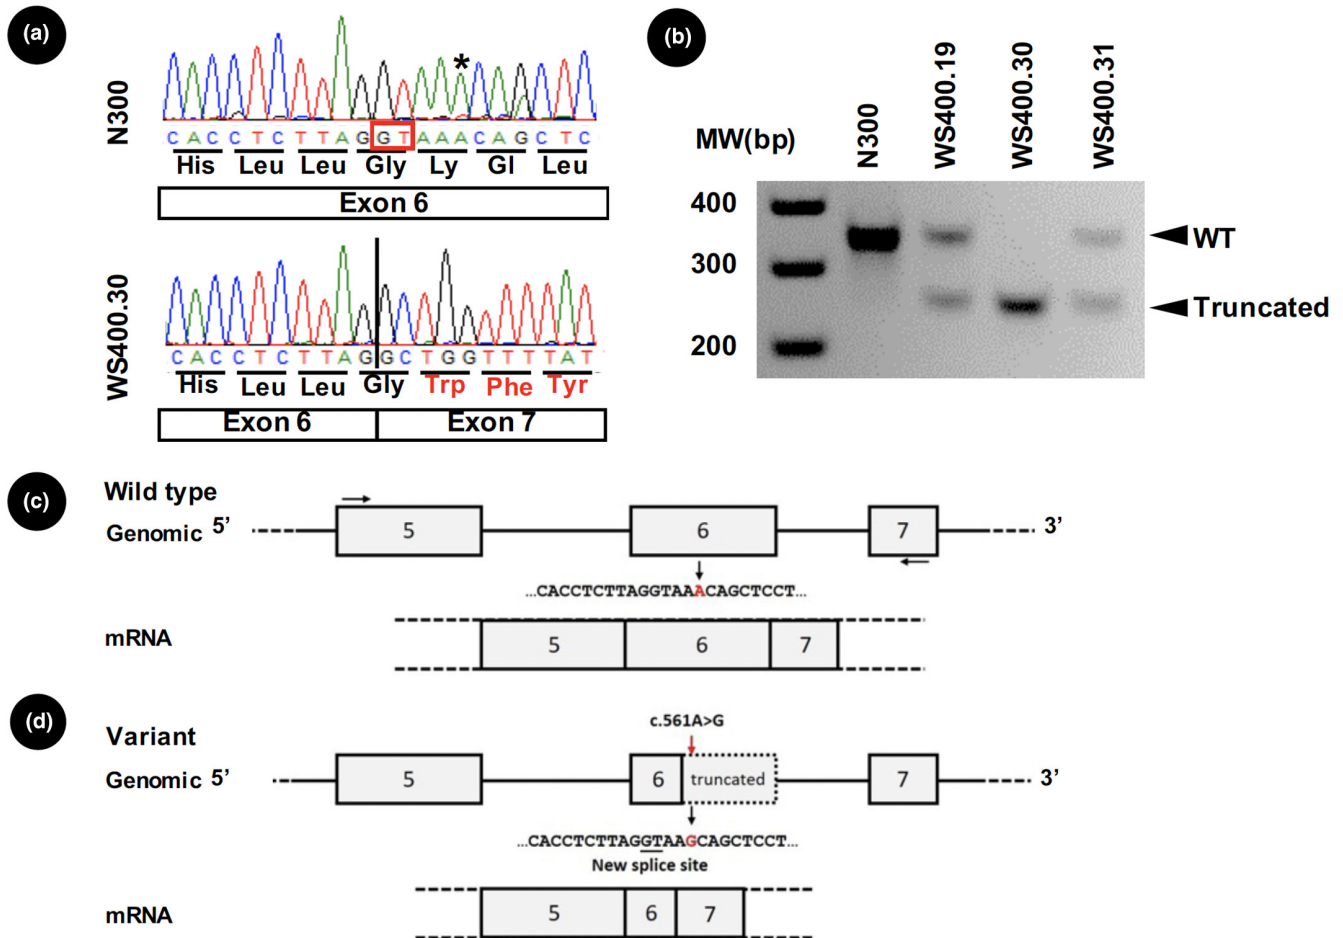 (a)
N300
*
CACCTCTTAGGTAAACAGCTC
His Leu Leu Gly Ly Gl Leu
Exon 6
WS400.30
CACCTCTTAGGCTGGTTTTAT
His Leu Leu Gly Trp Phe Tyr
Exon 6 Exon 7
(b)
MW(bp) N300 WS400.19 WS400.30 WS400.31
400
WT
300
Truncated
200
(c)
Wild type
Genomic 5’ 5 6 7 3’
...CACCTCTTAGGTAAACAGCTCCT...
mRNA 5 6 7
(d)
c.561A>G
Variant
Genomic 5’ 5 6 truncated 7 3’
...CACCTCTTAGGTAAGCAGCTCCT...
New splice site
mRNA 5 6 7